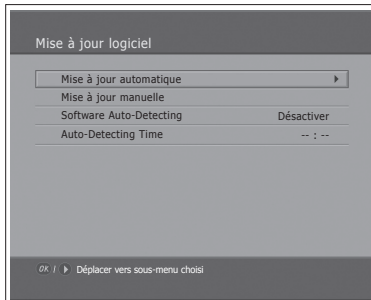 Mise à jour logiciel
Mise à jour automatique
Mise à jour manuelle
Software Auto-Detecting Désactiver
Auto-Detecting Time -- : --
OK / Déplacer vers sous-menu choisi